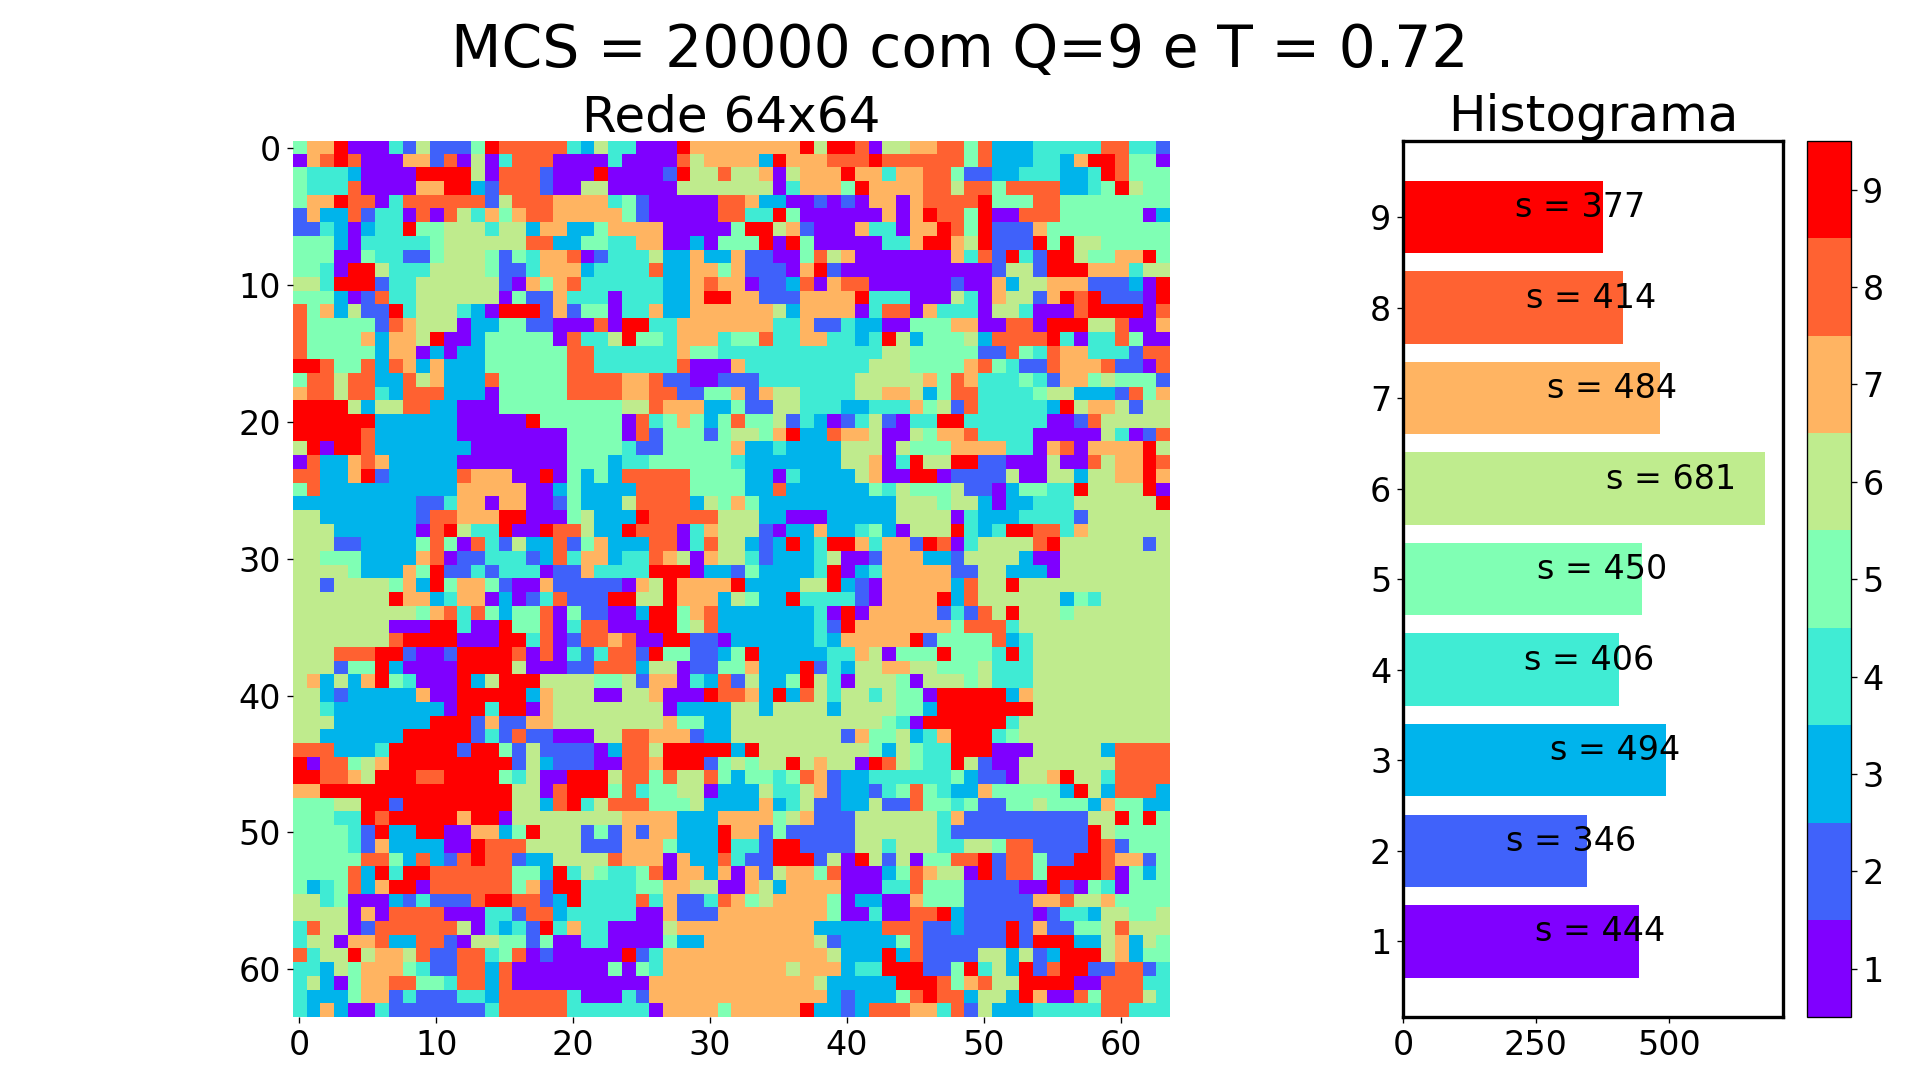 MCS = 20000 com Q=9 e T = 0.72
Rede 64x64
0
10
20
30
40
50
60
0 10 20 30 40 50 60
Histograma
9 s = 377
8 s = 414
7 s = 484
6 s = 681
5 s = 450
4 s = 406
3 s = 494
2 s = 346
1 s = 444
0 250 500
9
8
7
6
5
4
3
2
1